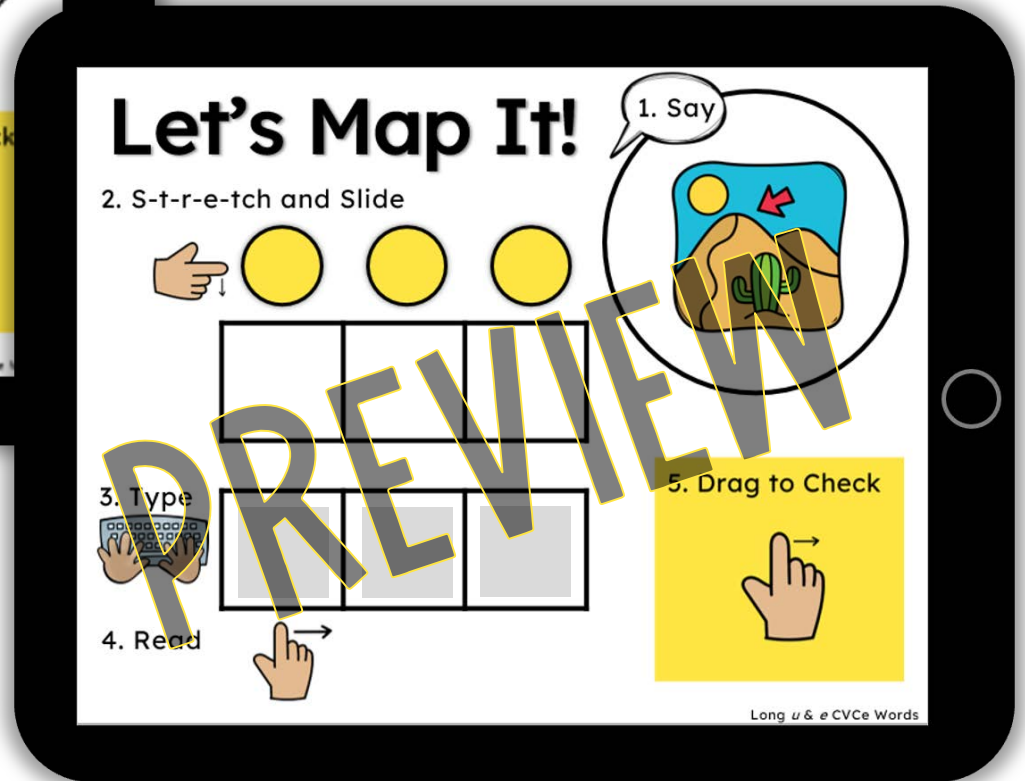 Let's Map It!
1. Say
2. S-t-r-e-tch and Slide
PREVIEW
3. Type
5. Drag to Check
4. Read
Long u & e CVCe Words